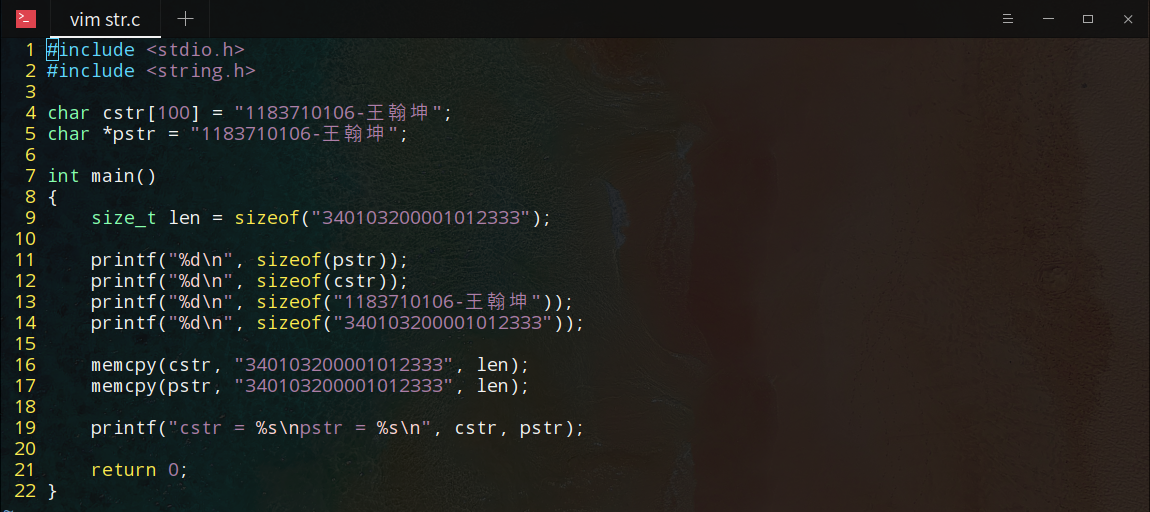 vim str.c
1 #include <stdio.h>
2 #include <string.h>
3
4 char cstr[100] = "1183710106-王翰坤";
5 char *pstr = "1183710106-王翰坤";
6
7 int main()
8 {
9     size_t len = sizeof("340103200001012333");
10
11     printf("%d\n", sizeof(pstr));
12     printf("%d\n", sizeof(cstr));
13     printf("%d\n", sizeof("1183710106-王翰坤"));
14     printf("%d\n", sizeof("340103200001012333"));
15
16     memcpy(cstr, "340103200001012333", len);
17     memcpy(pstr, "340103200001012333", len);
18
19     printf("cstr = %s\npstr = %s\n", cstr, pstr);
20
21     return 0;
22 }